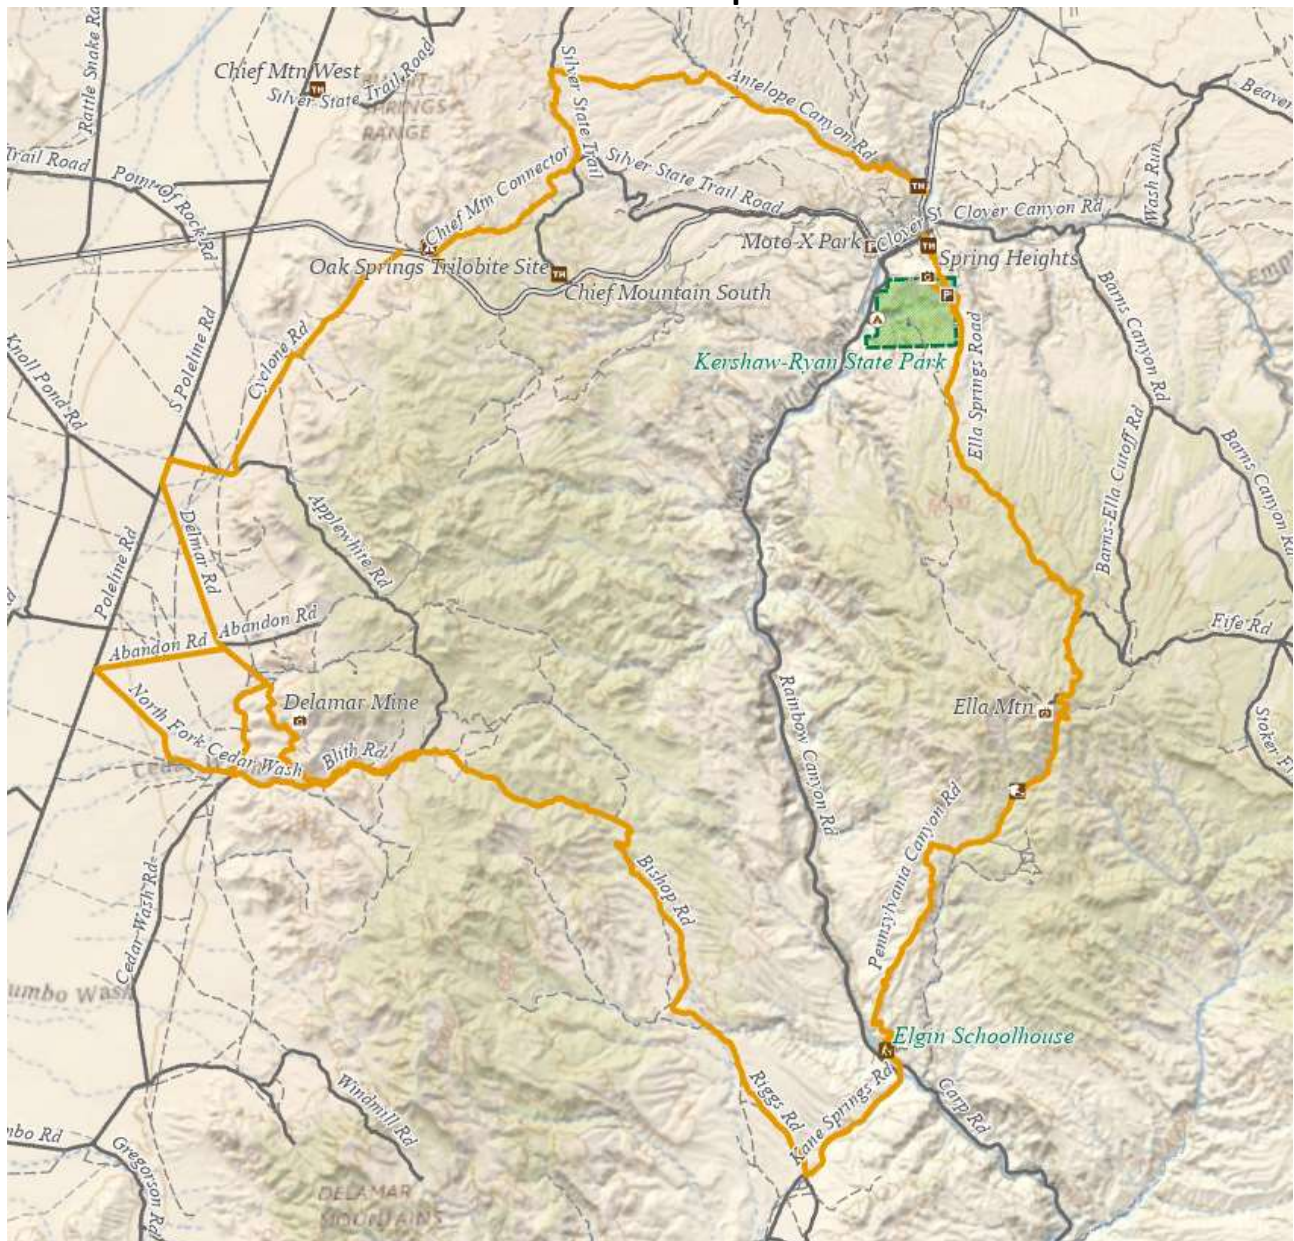 Rattle Snake Rd
Chief Mtn West
Silver State Trail Road
RANGE
Silver State Trail
Antelope Canyon Rd
Beaver
Trail Road
Point Of Rock Rd
Chief Mtn Connector
Silver State Trail Road
Wash Run
Clover Canyon Rd
Clover St
Moto-X Park
Spring Heights
Oak Springs Trilobite Site
Chief Mountain South
Barns Canyon Rd
S Poleline Rd
Cyclone Rd
Knoll Pond Rd
Kershaw-Ryan State Park
Ella Springs Road
Barns-Ella Cutoff Rd
Barns Canyon Rd
Applewhite Rd
Delmar Rd
Poleline Rd
Abandon Rd
Abandon Rd
Fife Rd
North Fork Cedar Wash
Delamar Mine
Blith Rd
Rainbow Canyon Rd
Ella Mtn
Pennsylvania Canyon Rd
Bishop Rd
Cedar Wash Rd
umbo Wash
Elgin Schoolhouse
Riggs Rd
Kane Springs Rd
Carp Rd
Windmill Rd
mbo Rd
Gregorson Rd
DELAMAR
MOUNTAINS